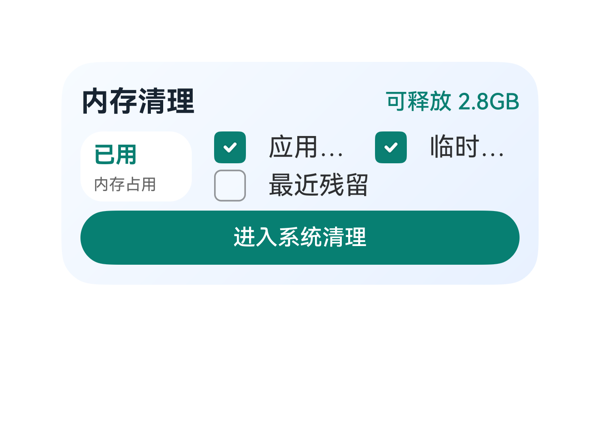 内存清理
可释放 2.8GB
已用
内存占用
应用...
临时...
最近残留
进入系统清理